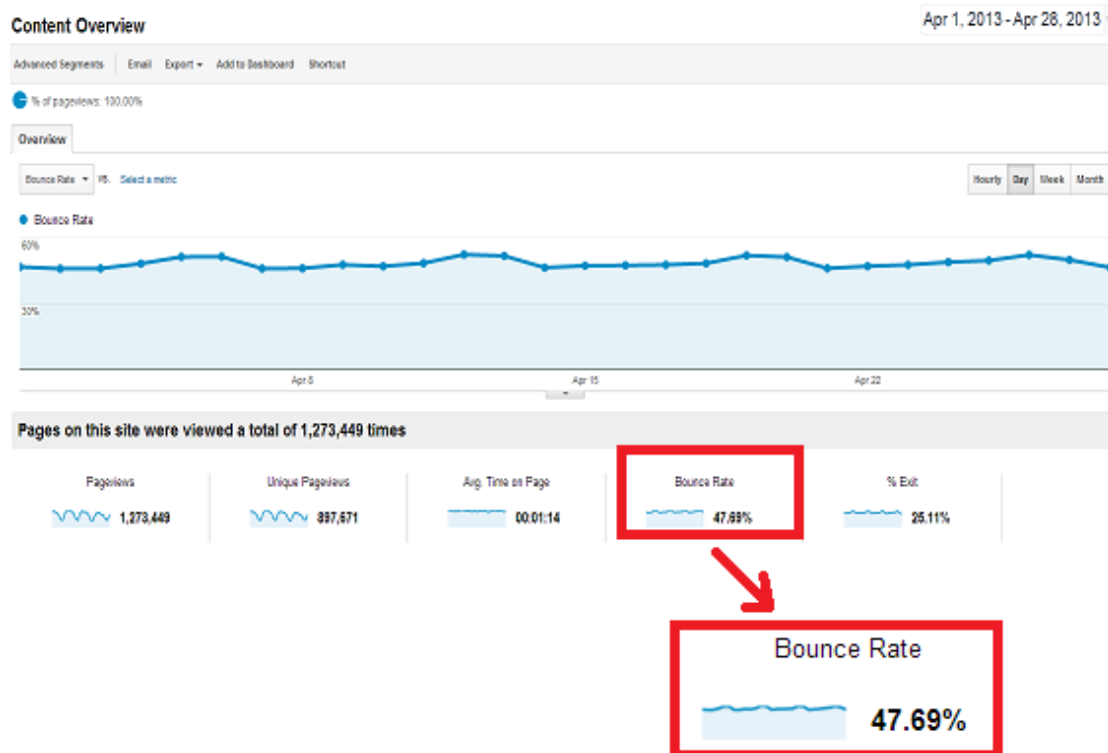 Content Overview
Apr 1, 2013 - Apr 28, 2013
Advanced Segments Email Export Add to Dashboard Shortcut
% of pageviews: 100.00%
Overview
Bounce Rate VS. Select a metric
Hourly Day Week Month
Bounce Rate
60%
30%
Apr 8 Apr 15 Apr 22
Pages on this site were viewed a total of 1,273,449 times
Pageviews Unique Pageviews Avg. Time on Page Bounce Rate % Exit
1,273,449 897,671 00:01:14 47.69% 25.11%
Bounce Rate
47.69%